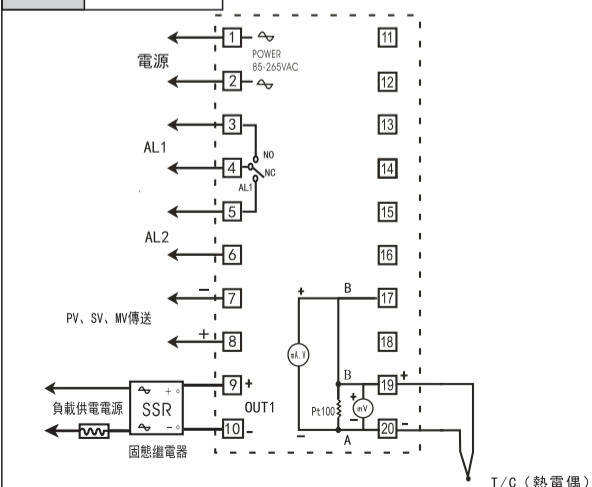 1
POWER
85-265VAC
電源
2
3
NO
AL1
4
NC
AL1
5
AL2
6
− 7
PV、SV、MV傳送
+ 8
9 +
負載供電電源
SSR
+
−
OUT1
10 -
固態繼電器
11
12
13
14
15
16
+
B
17
18
mA.V
B
19 +
Pt100
+
mV
−
−
A
20 -
T/C（熱電偶）